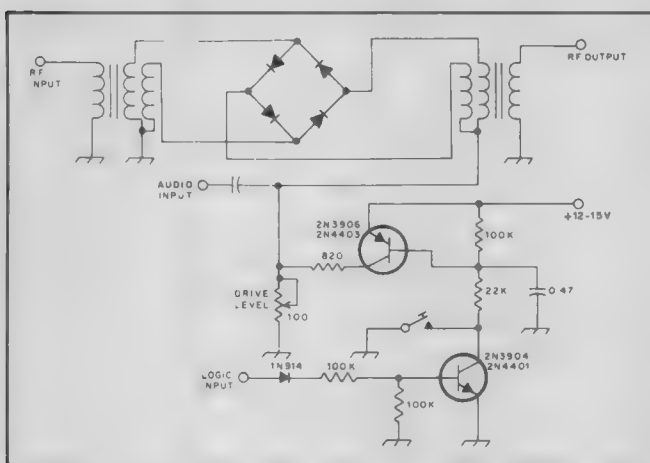 RF
INPUT
RF OUTPUT
AUDIO
INPUT
2N3906
2N4403
+12-15V
100K
820
22K
0.47
DRIVE
LEVEL
100
LOGIC
INPUT
1N914
100K
2N3904
2N4401
100K